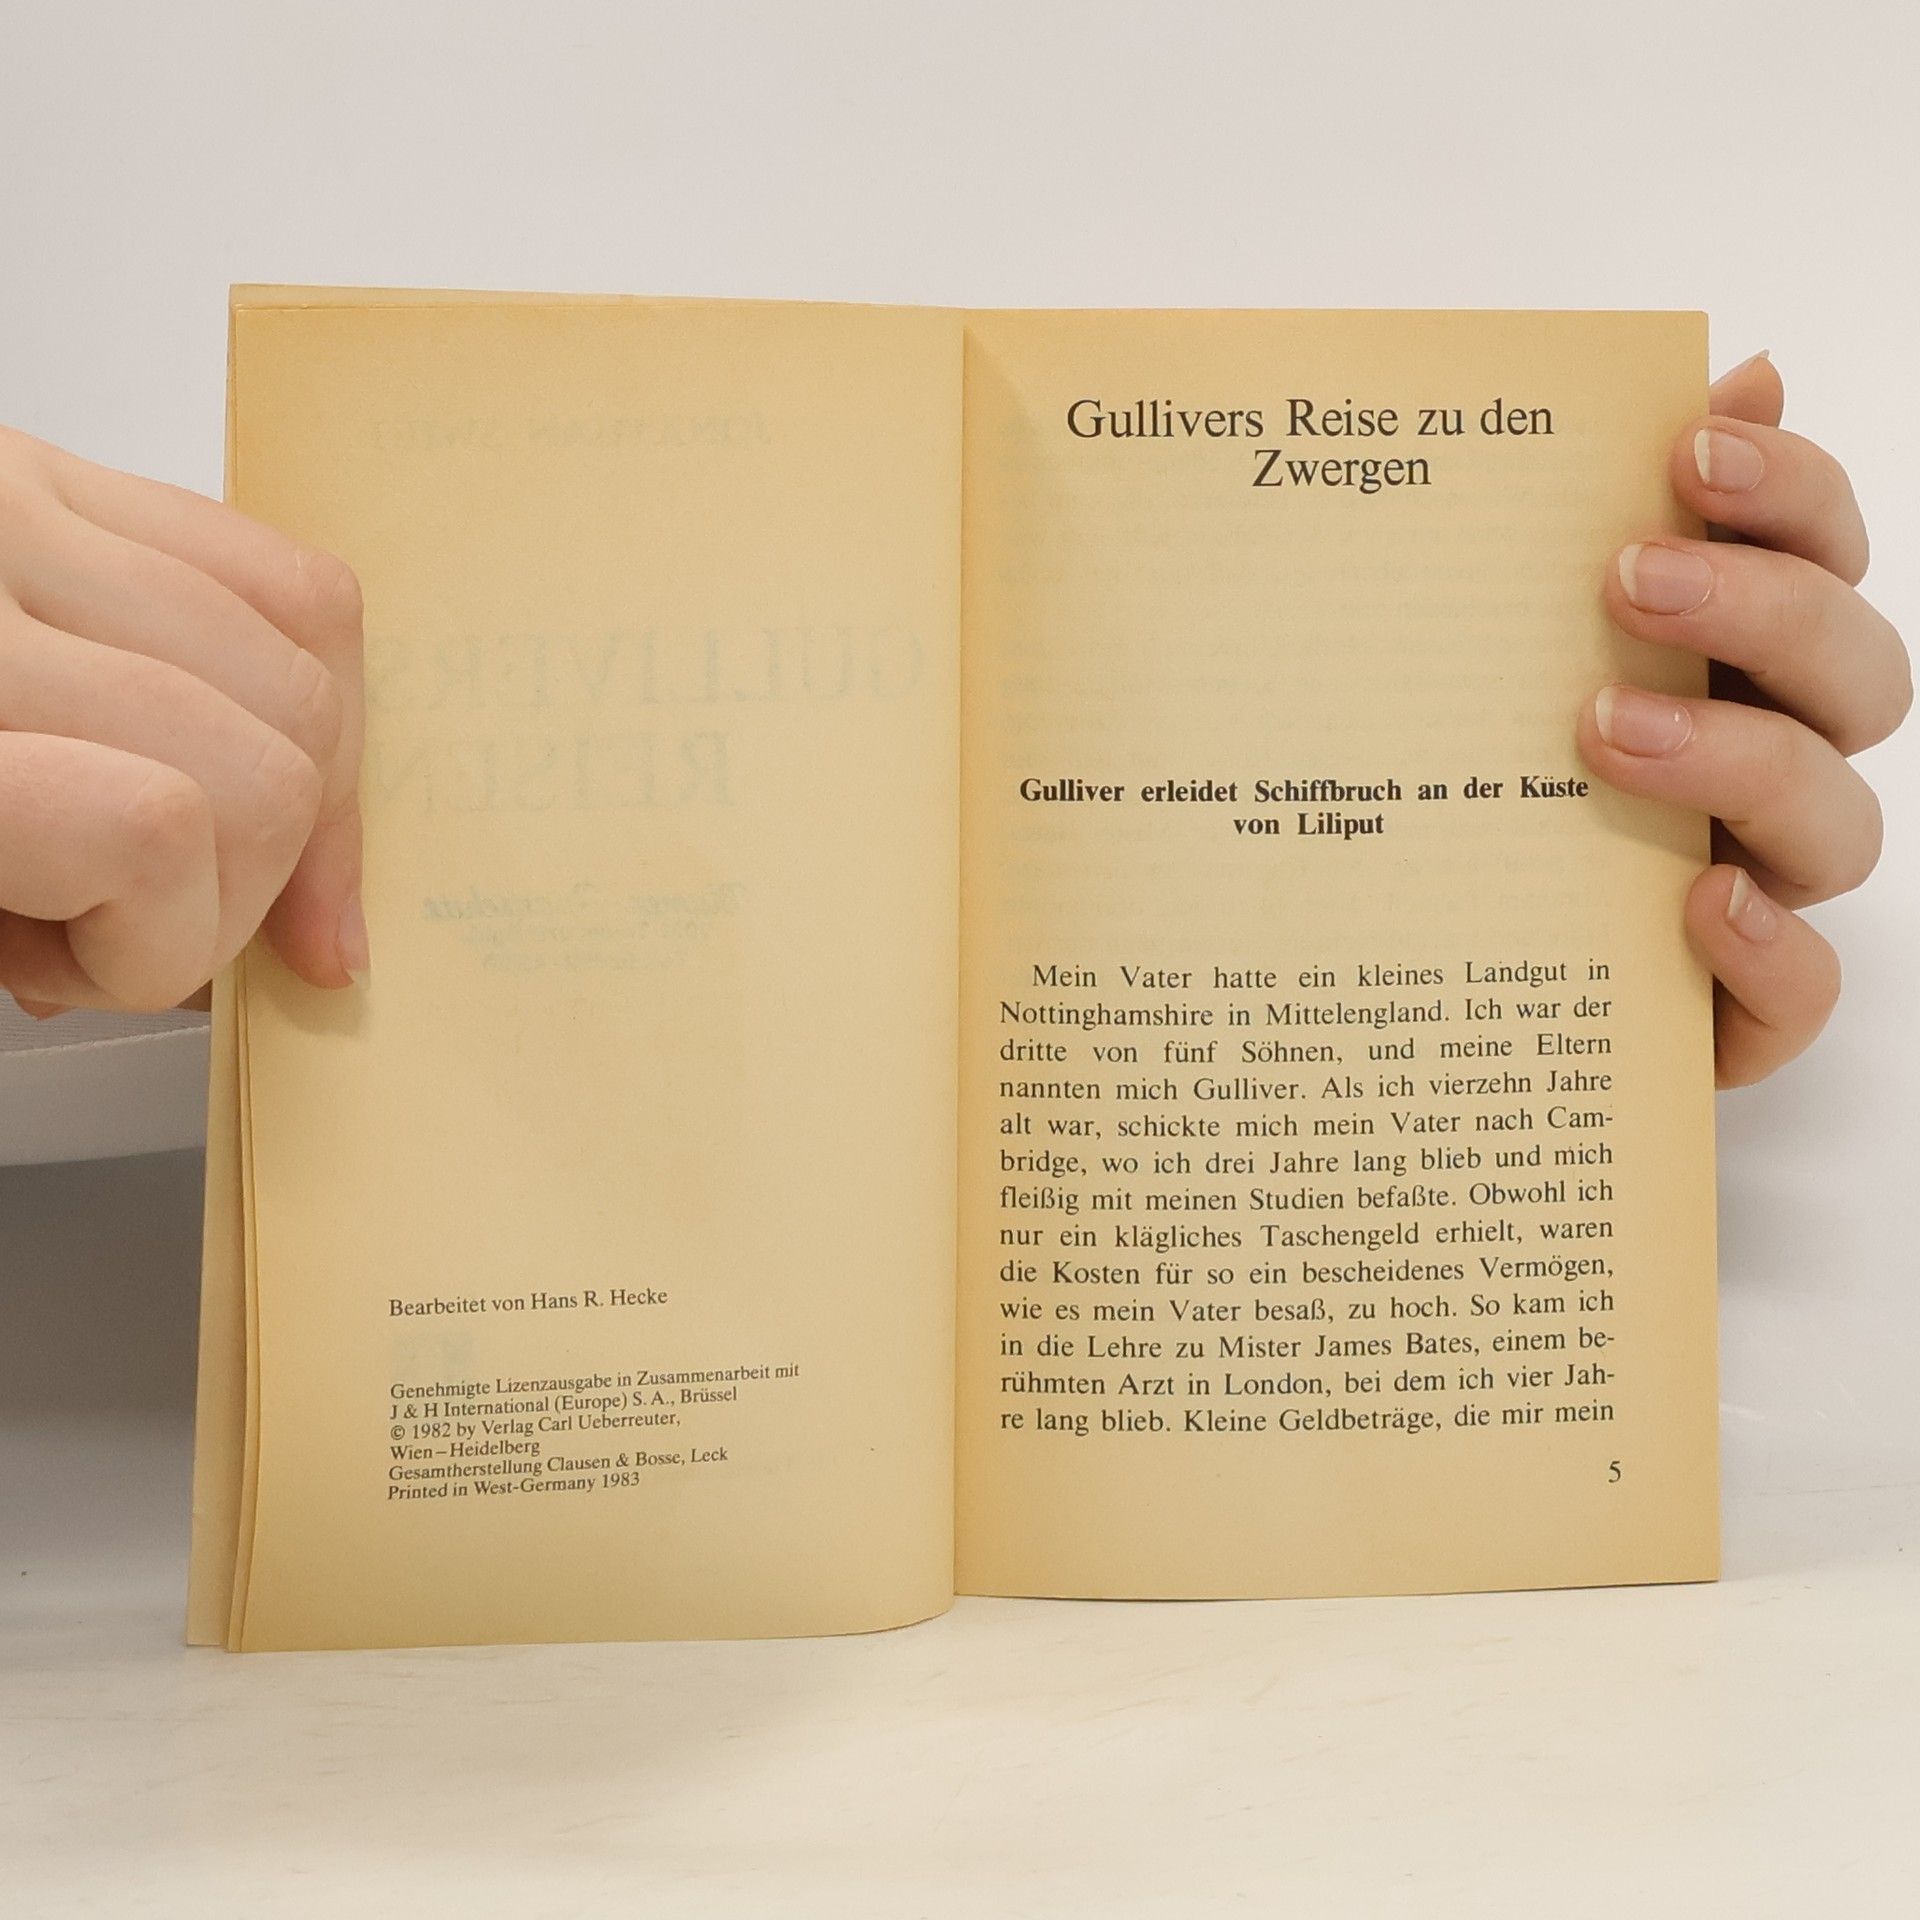 Bearbeitet von Hans R. Hecke
Genehmigte Lizenzausgabe in Zusammenarbeit mit
J & H International (Europe) S. A., Brüssel
© 1982 by Verlag Carl Ueberreuter,
Wien – Heidelberg
Gesamtherstellung Clausen & Bosse, Leck
Printed in West-Germany 1983
Gullivers Reise zu den
Zwergen
Gulliver erleidet Schiffbruch an der Küste
von Liliput
Mein Vater hatte ein kleines Landgut in
Nottinghamshire in Mittelengland. Ich war der
dritte von fünf Söhnen, und meine Eltern
nannten mich Gulliver. Als ich vierzehn Jahre
alt war, schickte mich mein Vater nach Cam-
bridge, wo ich drei Jahre lang blieb und mich
fleißig mit meinen Studien befaßte. Obwohl ich
nur ein klägliches Taschengeld erhielt, waren
die Kosten für so ein bescheidenes Vermögen,
wie es mein Vater besaß, zu hoch. So kam ich
in die Lehre zu Mister James Bates, einem be-
rühmten Arzt in London, bei dem ich vier Jah-
re lang blieb. Kleine Geldbeträge, die mir mein
5